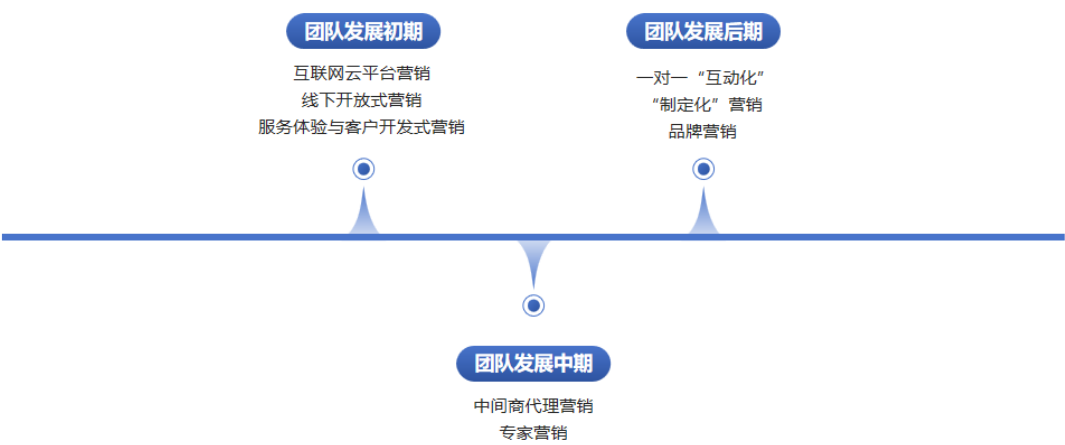 团队发展初期
互联网云平台营销
线下开放式营销
服务体验与客户开发式营销
团队发展后期
一对一“互动化”
“制定化”营销
品牌营销
团队发展中期
中间商代理营销
专家营销